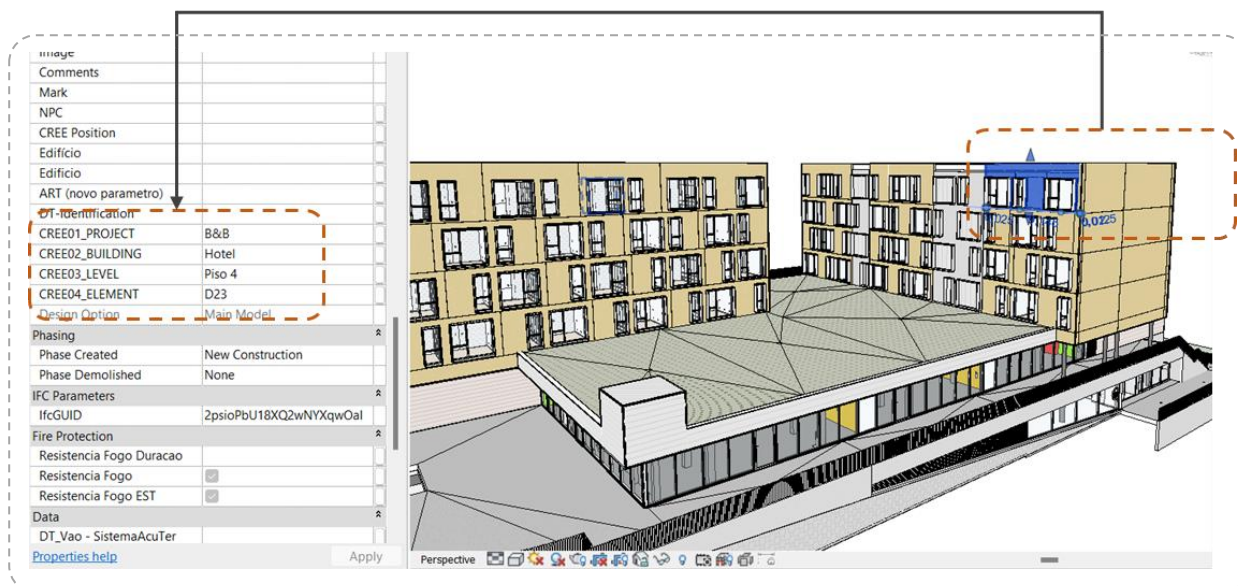 Image
Comments
Mark
NPC
CREE Position
Edifício
Edificio
ART (novo parametro)
DT-Identification
CREE01_PROJECT B&B
CREE02_BUILDING Hotel
CREE03_LEVEL Piso 4
CREE04_ELEMENT D23
Design Option Main Model
Phasing
Phase Created New Construction
Phase Demolished None
IFC Parameters
IfcGUID 2psioPbU18XQ2wNYXqwOaI
Fire Protection
Resistencia Fogo Duracao
Resistencia Fogo
Resistencia Fogo EST
Data
DT_Vao - SistemaAcuTer
Properties help Apply
Perspective